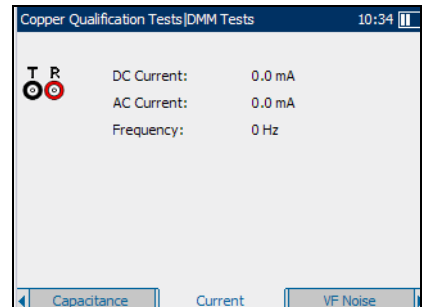 Copper Qualification Tests|DMM Tests 10:34
T R
DC Current: 0.0 mA
AC Current: 0.0 mA
Frequency: 0 Hz
Capacitance Current VF Noise